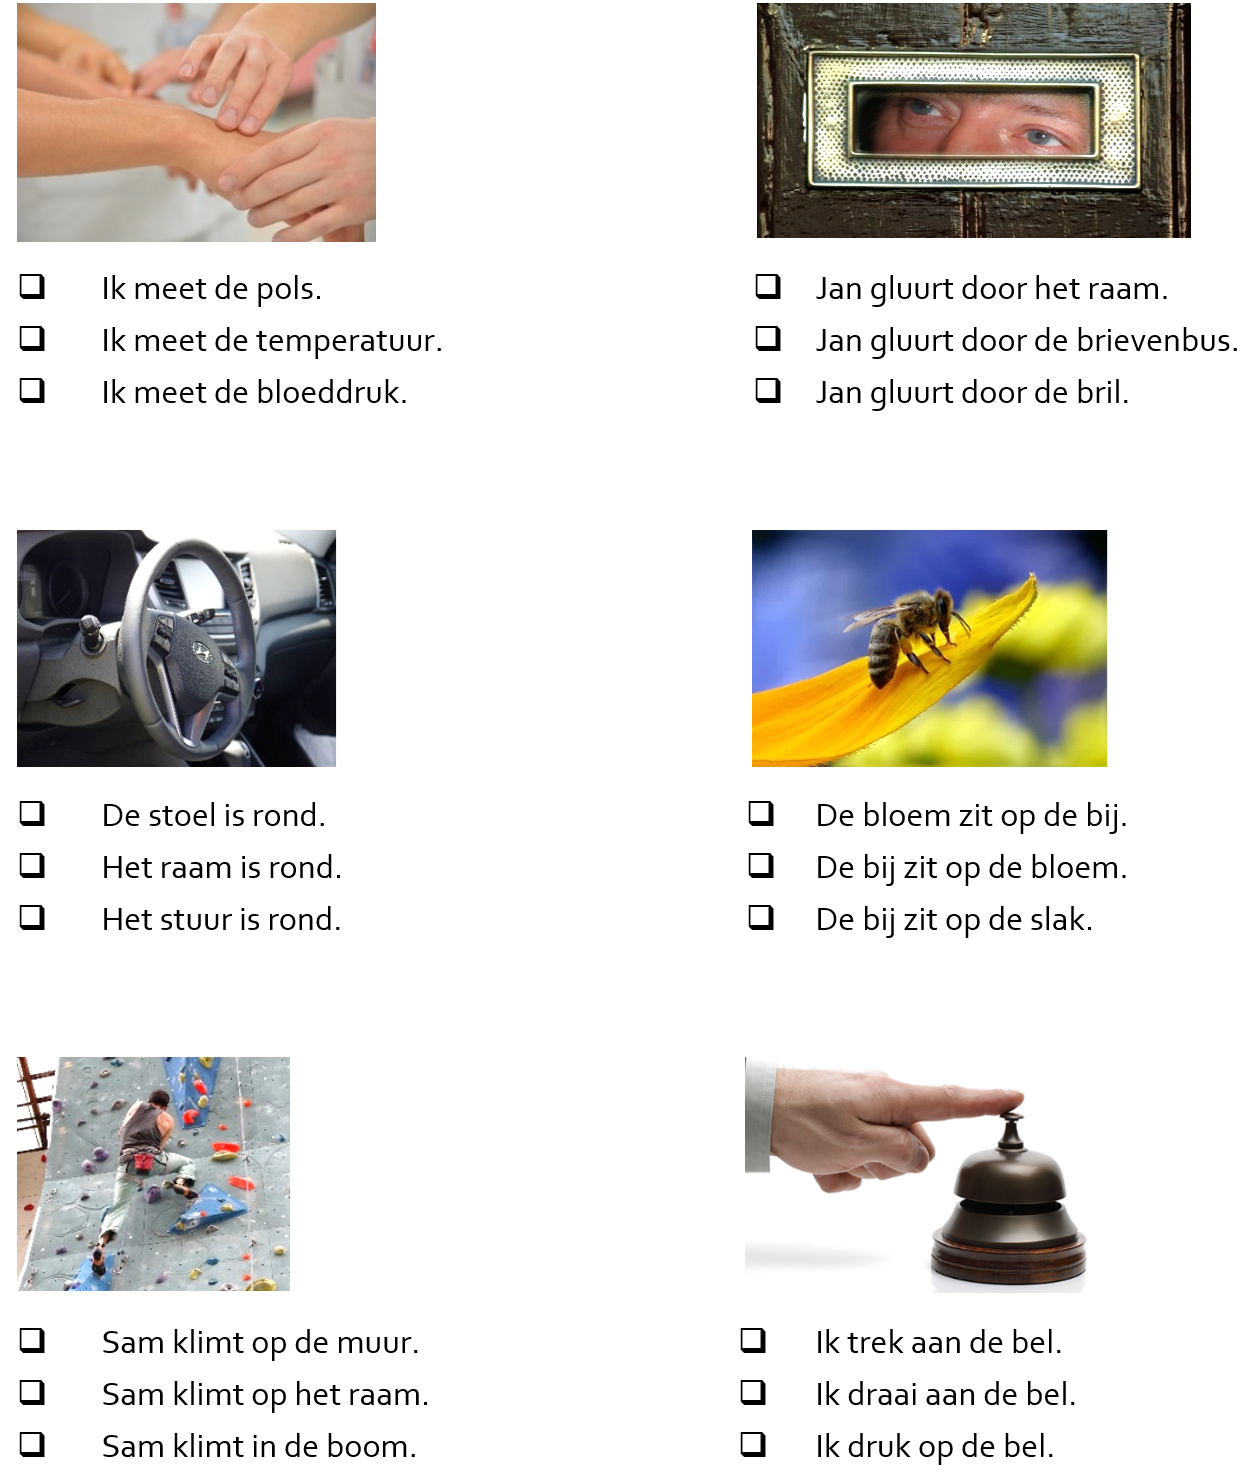 ❑ Ik meet de pols.
❑ Ik meet de temperatuur.
❑ Ik meet de bloeddruk.
❑ Jan gluurt door het raam.
❑ Jan gluurt door de brievenbus.
❑ Jan gluurt door de bril.
❑ De stoel is rond.
❑ Het raam is rond.
❑ Het stuur is rond.
❑ De bloem zit op de bij.
❑ De bij zit op de bloem.
❑ De bij zit op de slak.
❑ Sam klimt op de muur.
❑ Sam klimt op het raam.
❑ Sam klimt in de boom.
❑ Ik trek aan de bel.
❑ Ik draai aan de bel.
❑ Ik druk op de bel.